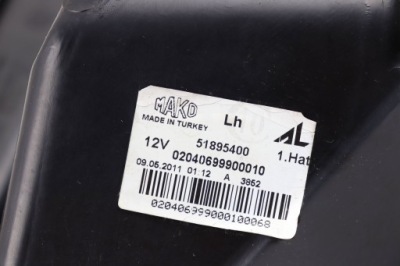 MAKO Lh AL
MADE IN TURKEY
12V 51895400 1.Hat
02040699900010
09.05.2011 01 12 A 3852
020406999000100068